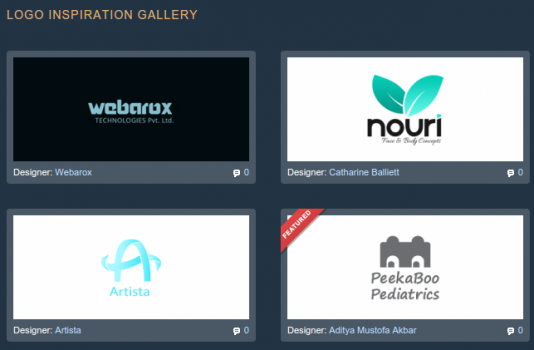 LOGO INSPIRATION GALLERY
webarox
TECHNOLOGIES Pvt. Ltd.
Designer: Webarox 0
nouri
Face & Body Concepts
Designer: Catharine Balliett 0
Artista
Designer: Artista 0
FEATURED
PeekaBoo
Pediatrics
Designer: Aditya Mustofa Akbar 0